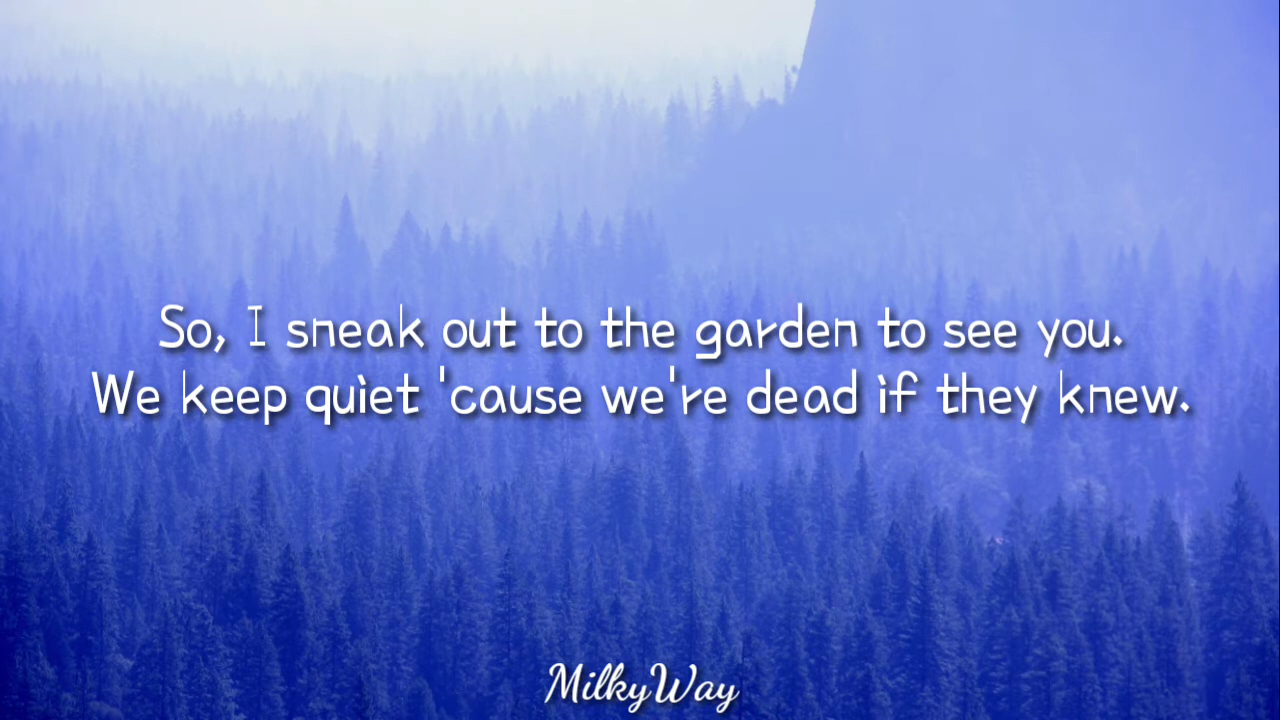 So, I sneak out to the garden to see you.
We keep quiet 'cause we're dead if they knew.
MilkyWay